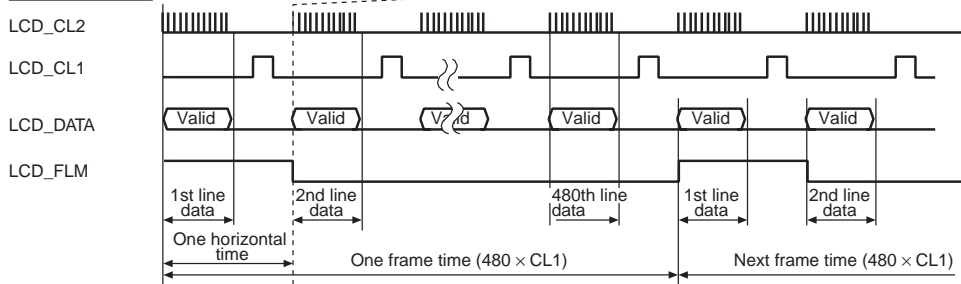 LCD_CL2
LCD_CL1
LCD_DATA
Valid
Valid
Valid
Valid
Valid
Valid
LCD_FLM
1st line
data
2nd line
data
480th line
data
1st line
data
2nd line
data
One horizontal
time
One frame time (480 × CL1)
Next frame time (480 × CL1)